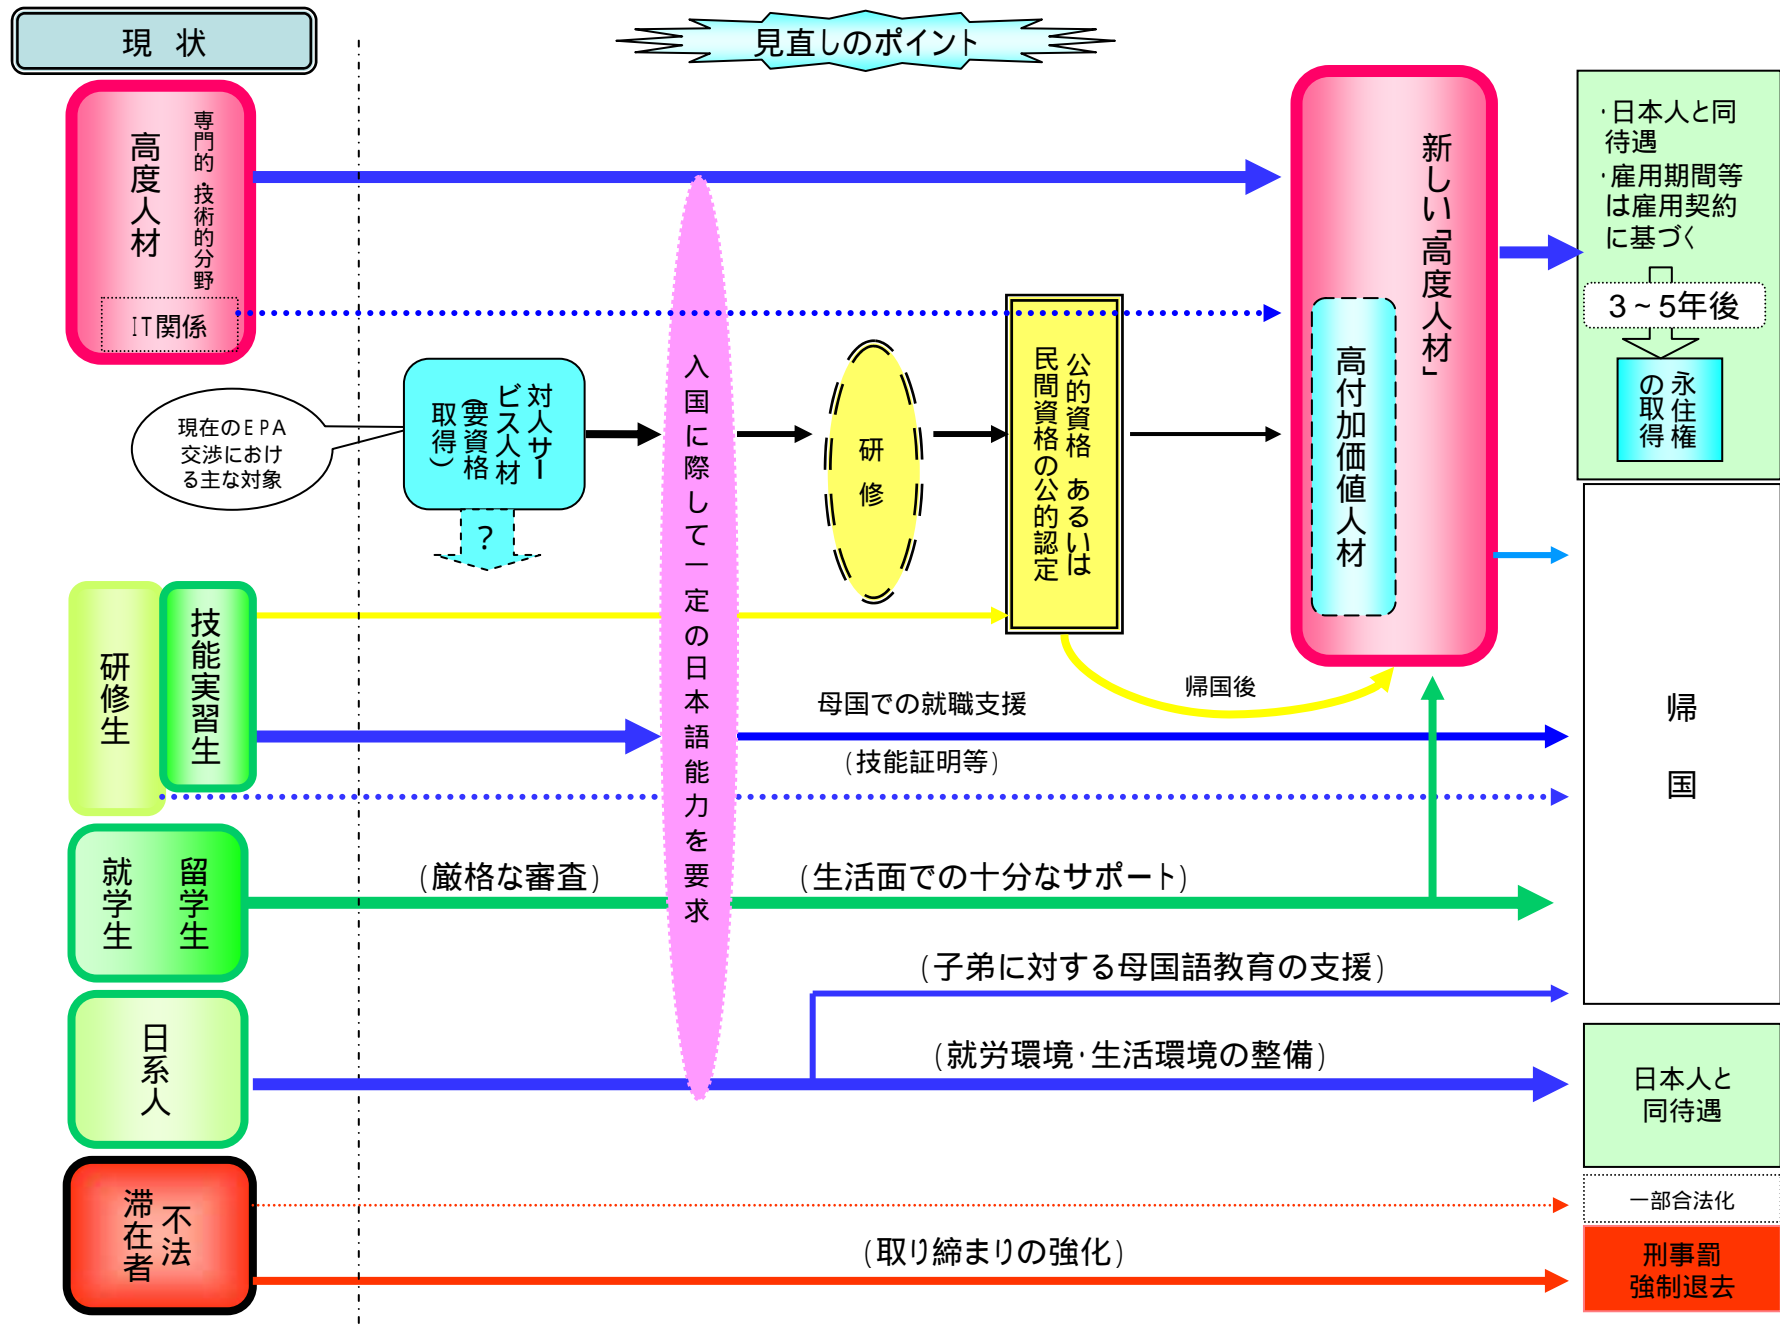 現 状
見直しのポイント
高度人材
専門的・技術的分野
IT関係
現在のEPA
交渉におけ
る主な対象
対人サー
ビス人材
(要資格
取得)
?
入国に際して一定の日本語能力を要求
研修
公的資格 あるいは
民間資格の公的認定
新しい「高度人材」
高付加価値人材
・日本人と同
待遇
・雇用期間等
は雇用契約
に基づく
3~5年後
永住権
の取得
研修生
技能実習生
帰国後
母国での就職支援
(技能証明等)
帰 国
留学生
就学生
(厳格な審査)
(生活面での十分なサポート)
(子弟に対する母国語教育の支援)
日系人
(就労環境・生活環境の整備)
日本人と
同待遇
不法
滞在者
一部合法化
(取り締まりの強化)
刑事罰
強制退去